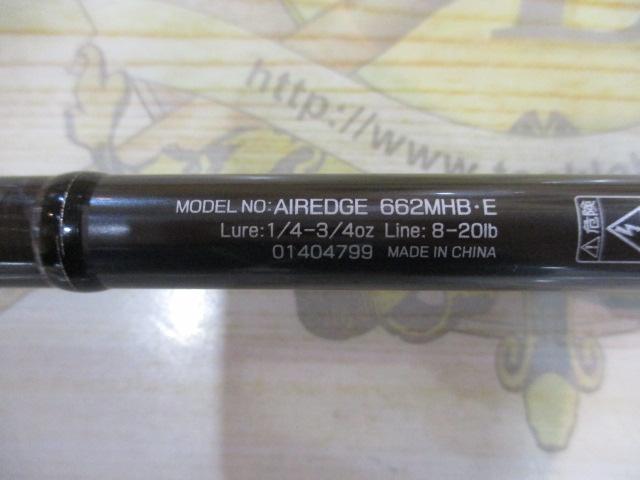 http://www.
MODEL NO: AIREDGE 662MHB・E
Lure:1/4-3/4oz Line: 8-20lb
01404799 MADE IN CHINA
危険